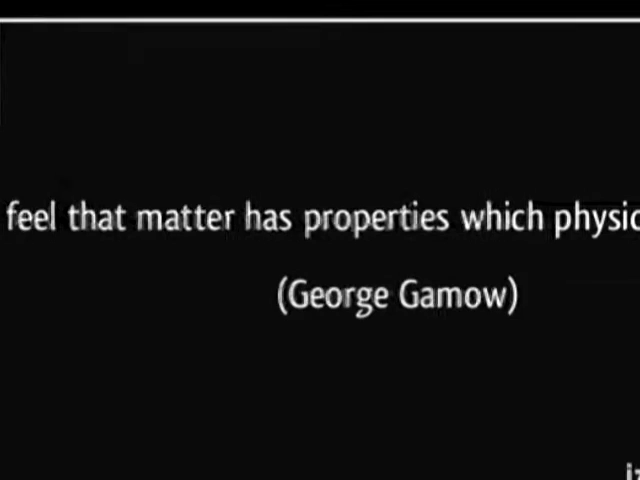 feel that matter has properties which physic
(George Gamow)